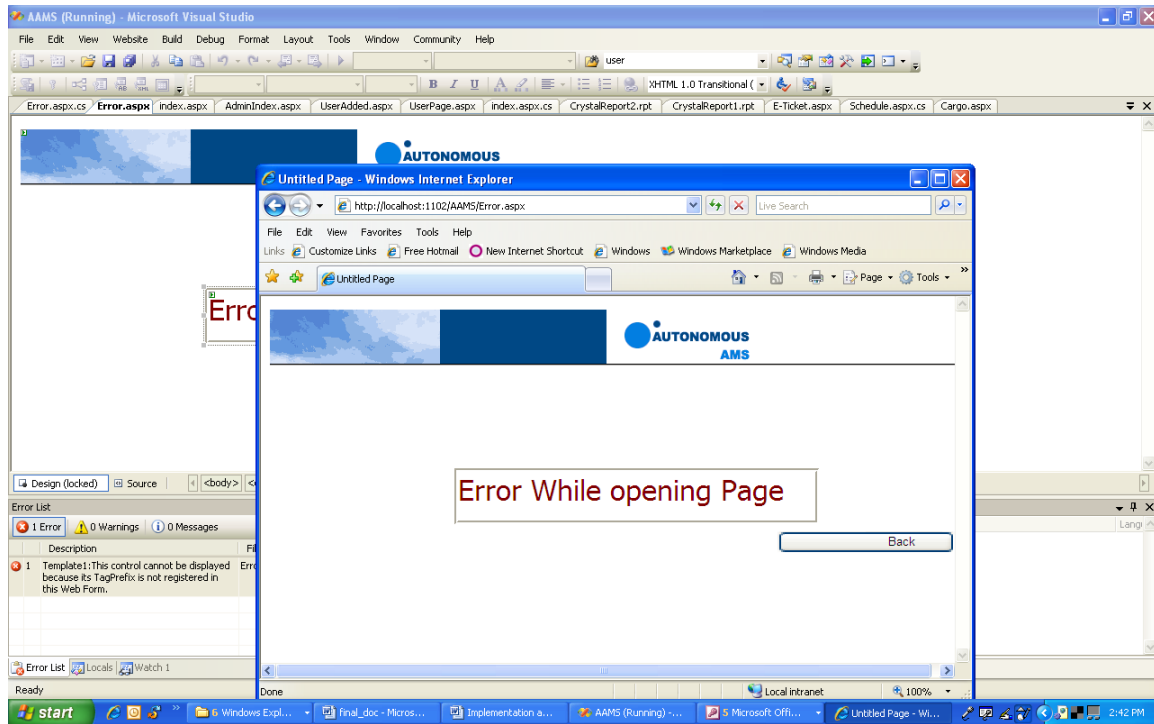 AAMS (Running) - Microsoft Visual Studio
File Edit View Website Build Debug Format Layout Tools Window Community Help
user
B I U A XHTML 1.0 Transitional (
Error.aspx.cs Error.aspx index.aspx AdminIndex.aspx UserAdded.aspx UserPage.aspx index.aspx.cs CrystalReport2.rpt CrystalReport1.rpt E-Ticket.aspx Schedule.aspx.cs Cargo.aspx
AUTONOMOUS
Untitled Page - Windows Internet Explorer
http://localhost:1102/AAMS/Error.aspx Live Search
File Edit View Favorites Tools Help
Links Customize Links Free Hotmail New Internet Shortcut Windows Windows Marketplace Windows Media
Untitled Page Page Tools
AUTONOMOUS
AMS
Erro
Error While opening Page
Back
Design (locked) Source <body>
Error List
1 Error 0 Warnings 0 Messages
Description
1 Template1:This control cannot be displayed
because its TagPrefix is not registered in
this Web Form.
Error List Locals Watch 1
Ready
Done Local intranet 100%
start 6 Windows Expl... final_doc - Micros... Implementation a... AAMS (Running) -... 5 Microsoft Offi... Untitled Page - Wi... 2:42 PM